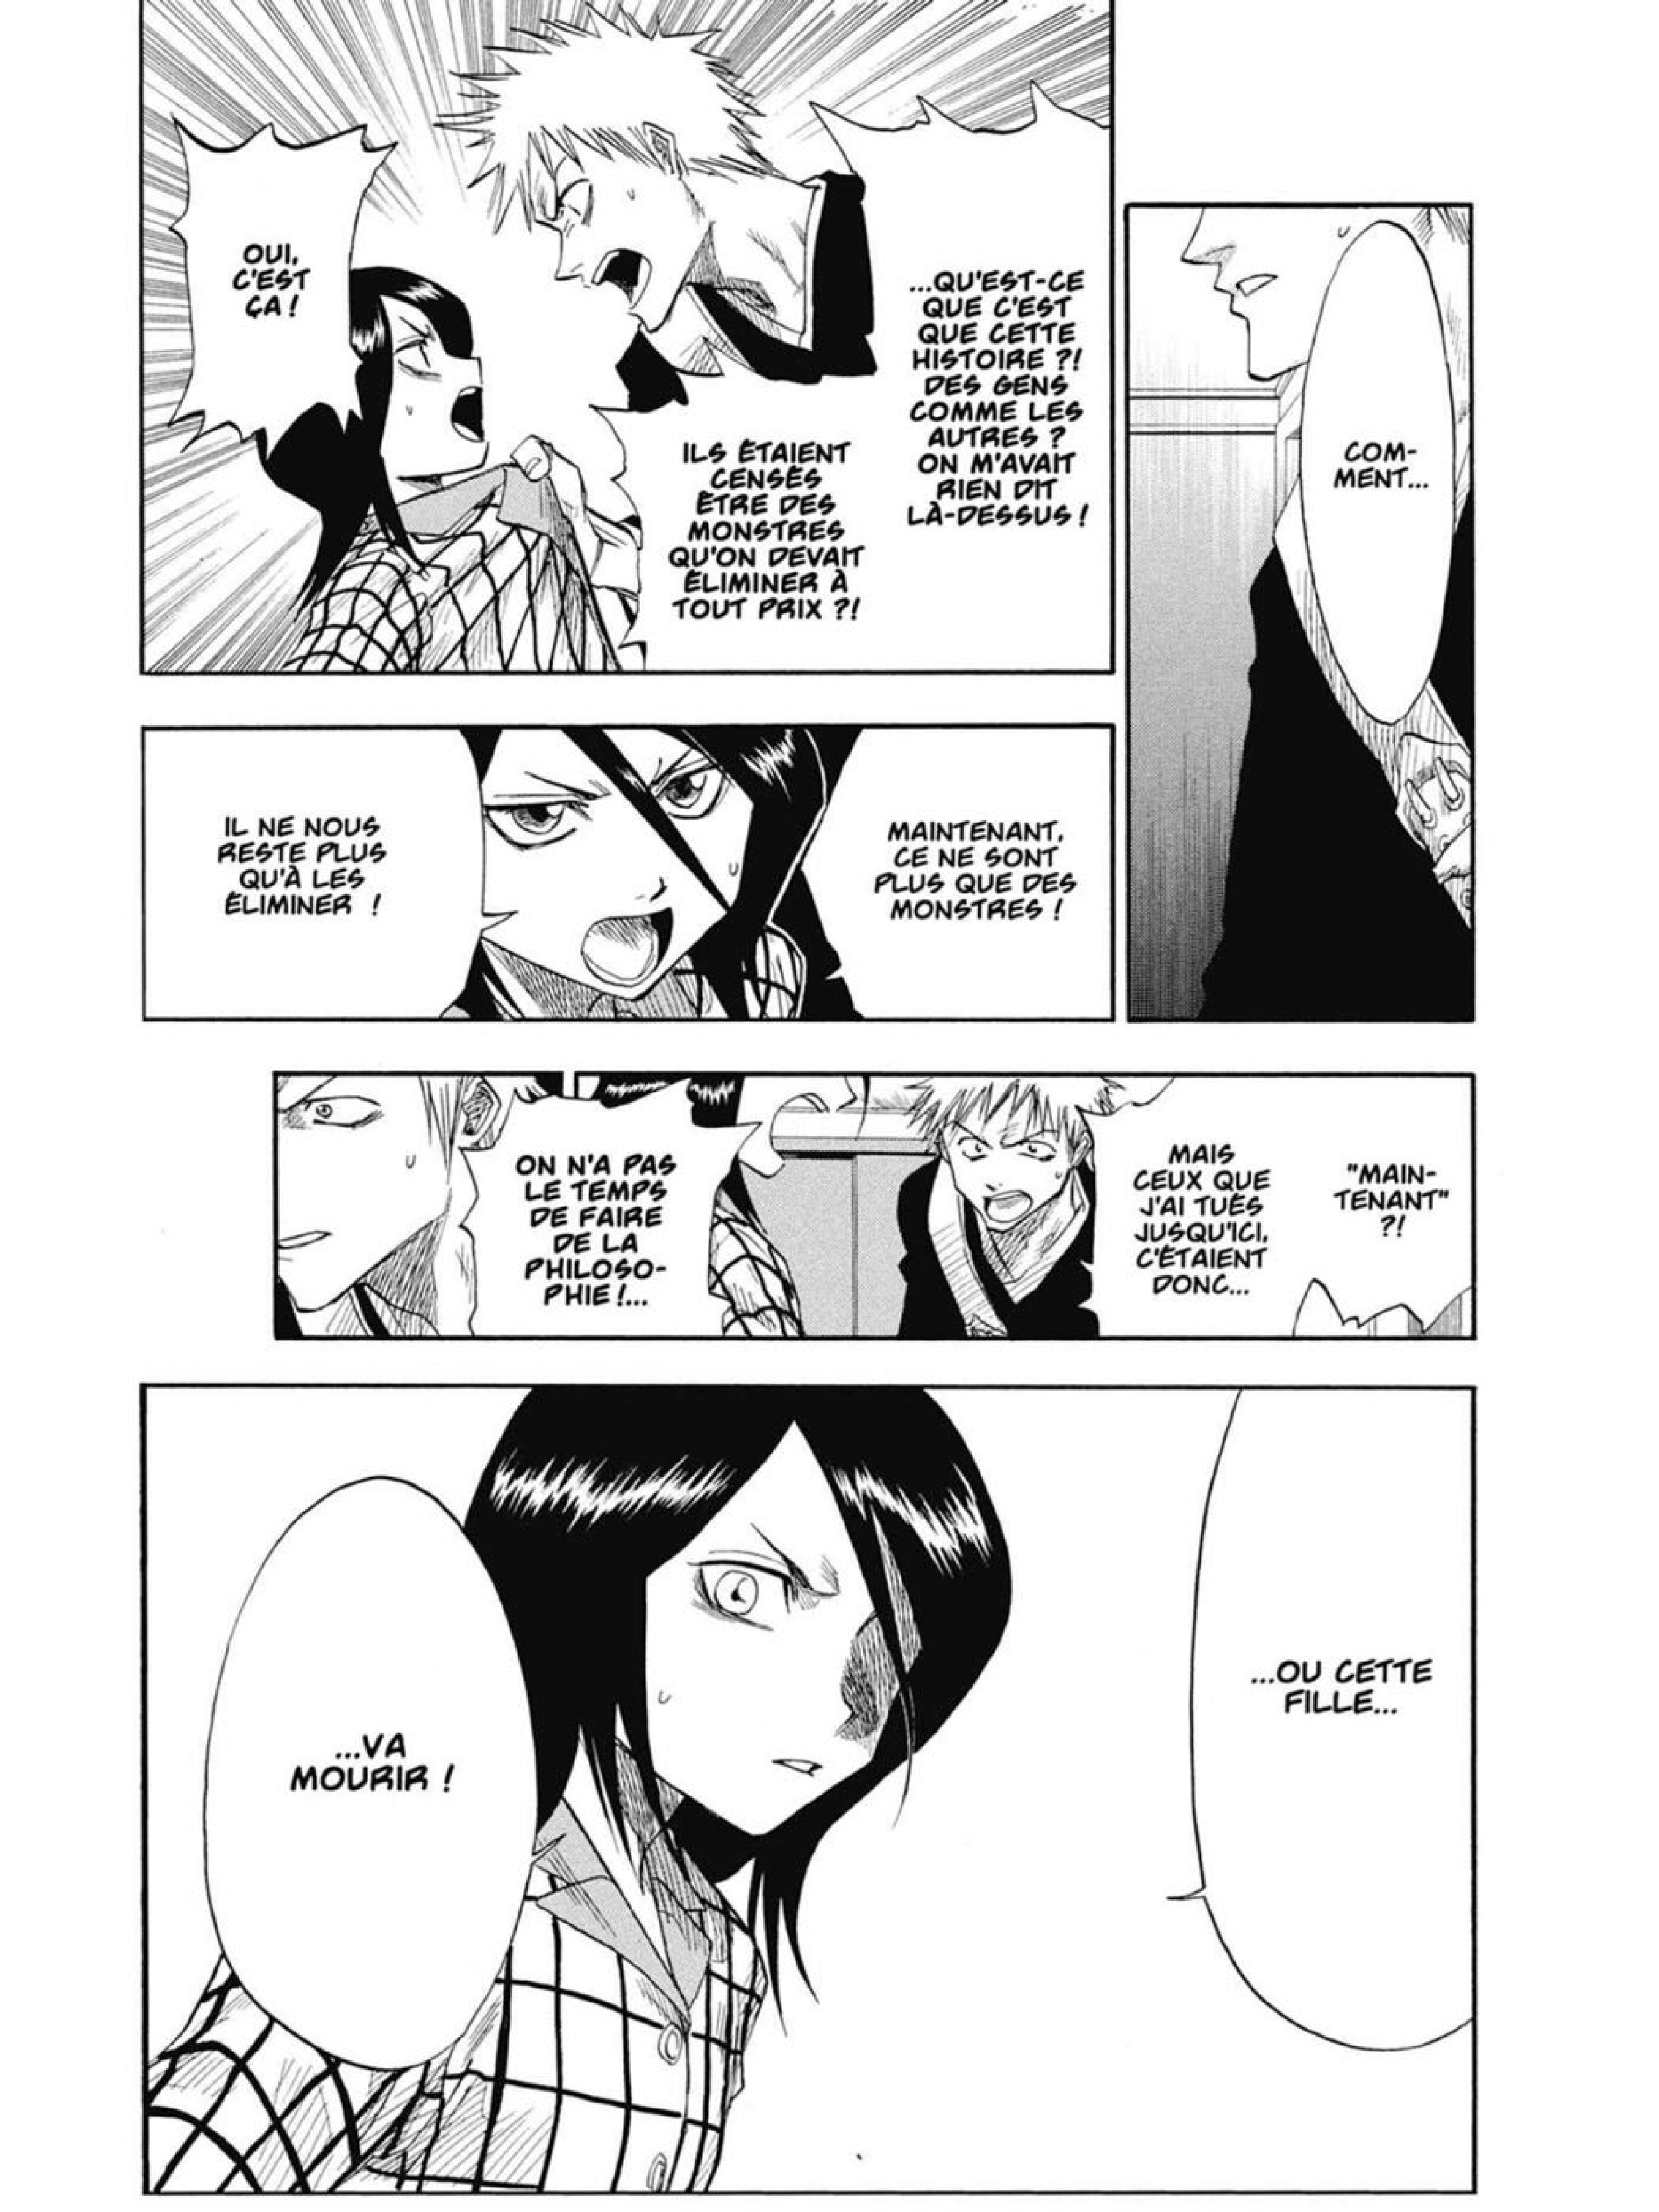 COM-
MENT...
...QU'EST-CE
QUE C'EST
QUE CETTE
HISTOIRE ?!
DES GENS
COMME LES
AUTRES ?
ON M'AVAIT
RIEN DIT
LÀ-DESSUS !
ILS ÉTAIENT
CENSÉS
ÊTRE DES
MONSTRES
QU'ON DEVAIT
ÉLIMINER À
TOUT PRIX ?!
OUI,
C'EST
ÇA !
MAINTENANT,
CE NE SONT
PLUS QUE DES
MONSTRES !
IL NE NOUS
RESTE PLUS
QU'À LES
ÉLIMINER !
"MAIN-
TENANT"
?!
MAIS
CEUX QUE
J'AI TUÉS
JUSQU'ICI,
C'ÉTAIENT
DONC...
ON N'A PAS
LE TEMPS
DE FAIRE
DE LA
PHILOSO-
PHIE !...
...OU CETTE
FILLE...
...VA
MOURIR !